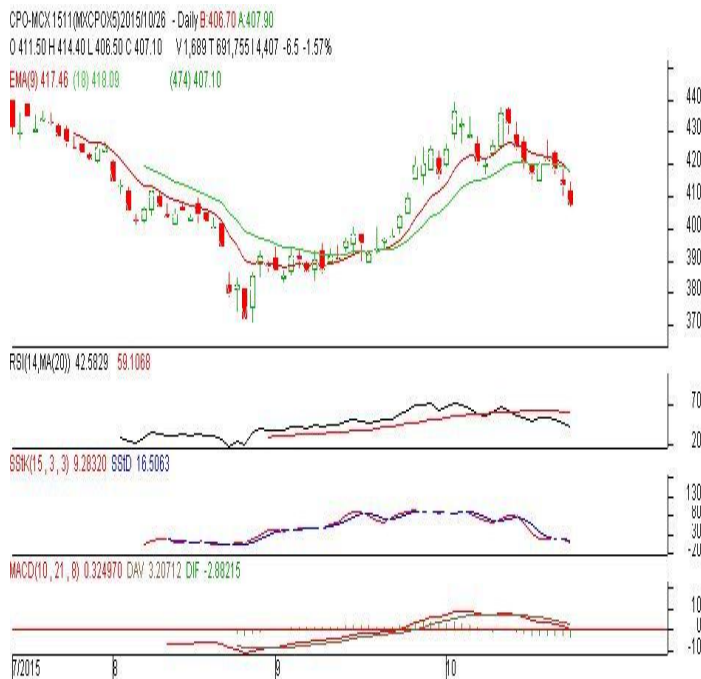 CPO-MCX 1511(MXCPOX5)2015/10/26 - Daily B:406.70 A:407.90
O 411.50 H 414.40 L 406.50 C 407.10 V 1,689 T 691,755 I 4,407 -6.5 -1.57%
EMA(9) 417.46 (18) 418.09 (474) 407.10
440
430
420
410
400
390
380
370
RSI(14,MA(20)) 42.5829 59.1068
70
20
SStK(15,3,3) 9.28320 SStD 16.5063
130
80
30
-20
MACD(10,21,8) 0.324970 DAV 3.20712 DIF -2.88215
10
0
-10
7/2015 8 9 10